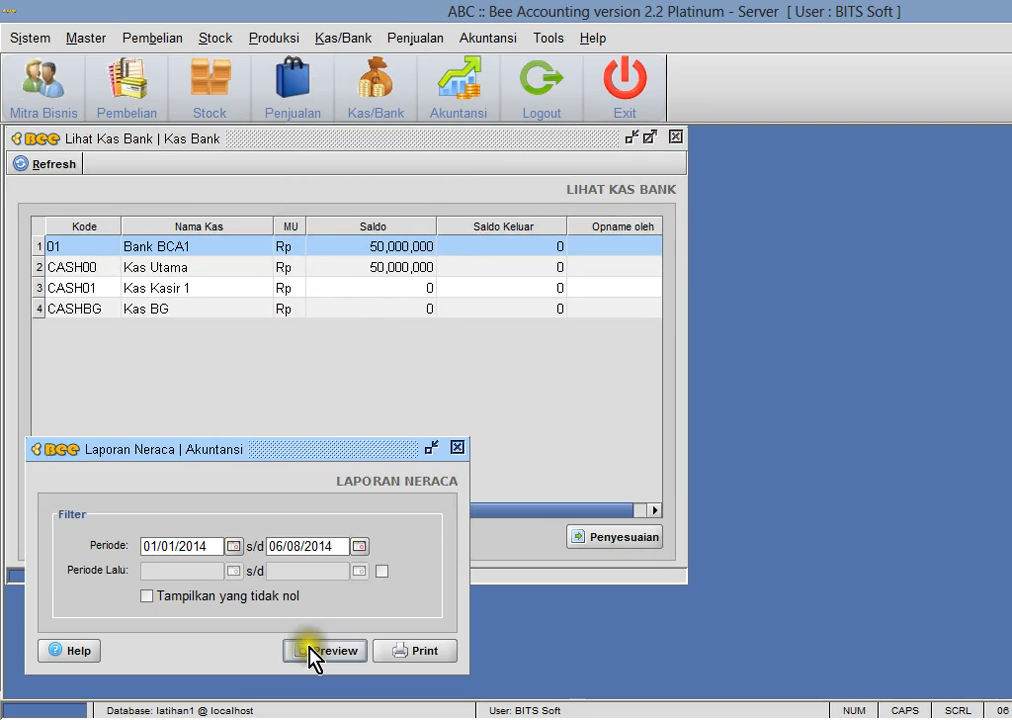 ABC :: Bee Accounting version 2.2 Platinum - Server [ User : BITS Soft ]
Sistem Master Pembelian Stock Produksi Kas/Bank Penjualan Akuntansi Tools Help
Mitra Bisnis Pembelian Stock Penjualan Kas/Bank Akuntansi Logout Exit
Bee Lihat Kas Bank | Kas Bank
Refresh
LIHAT KAS BANK
Kode Nama Kas MU Saldo Saldo Keluar Opname oleh
1 01 Bank BCA1 Rp 50,000,000 0
2 CASH00 Kas Utama Rp 50,000,000 0
3 CASH01 Kas Kasir 1 Rp 0 0
4 CASHBG Kas BG Rp 0 0
Penyesuaian
Bee Laporan Neraca | Akuntansi
LAPORAN NERACA
Filter
Periode: 01/01/2014 s/d 06/08/2014
Periode Lalu: s/d
Tampilkan yang tidak nol
Help Preview Print
Database: latihan1 @ localhost User: BITS Soft NUM CAPS SCRL 06